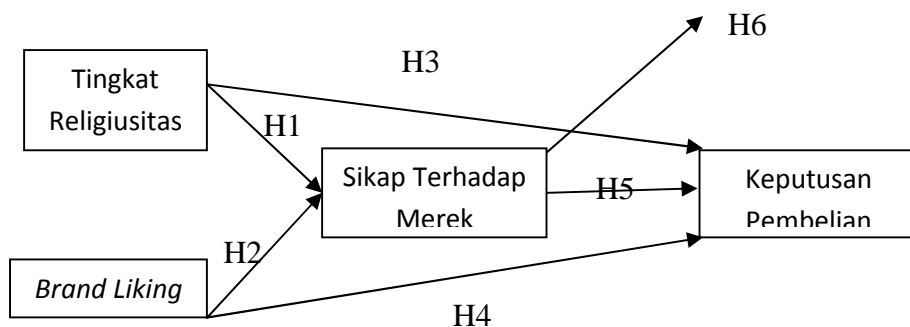 H6
H3
Tingkat
Religiusitas
H1
Sikap Terhadap
Merek
H5
Keputusan
Pembelian
H2
Brand Liking
H4